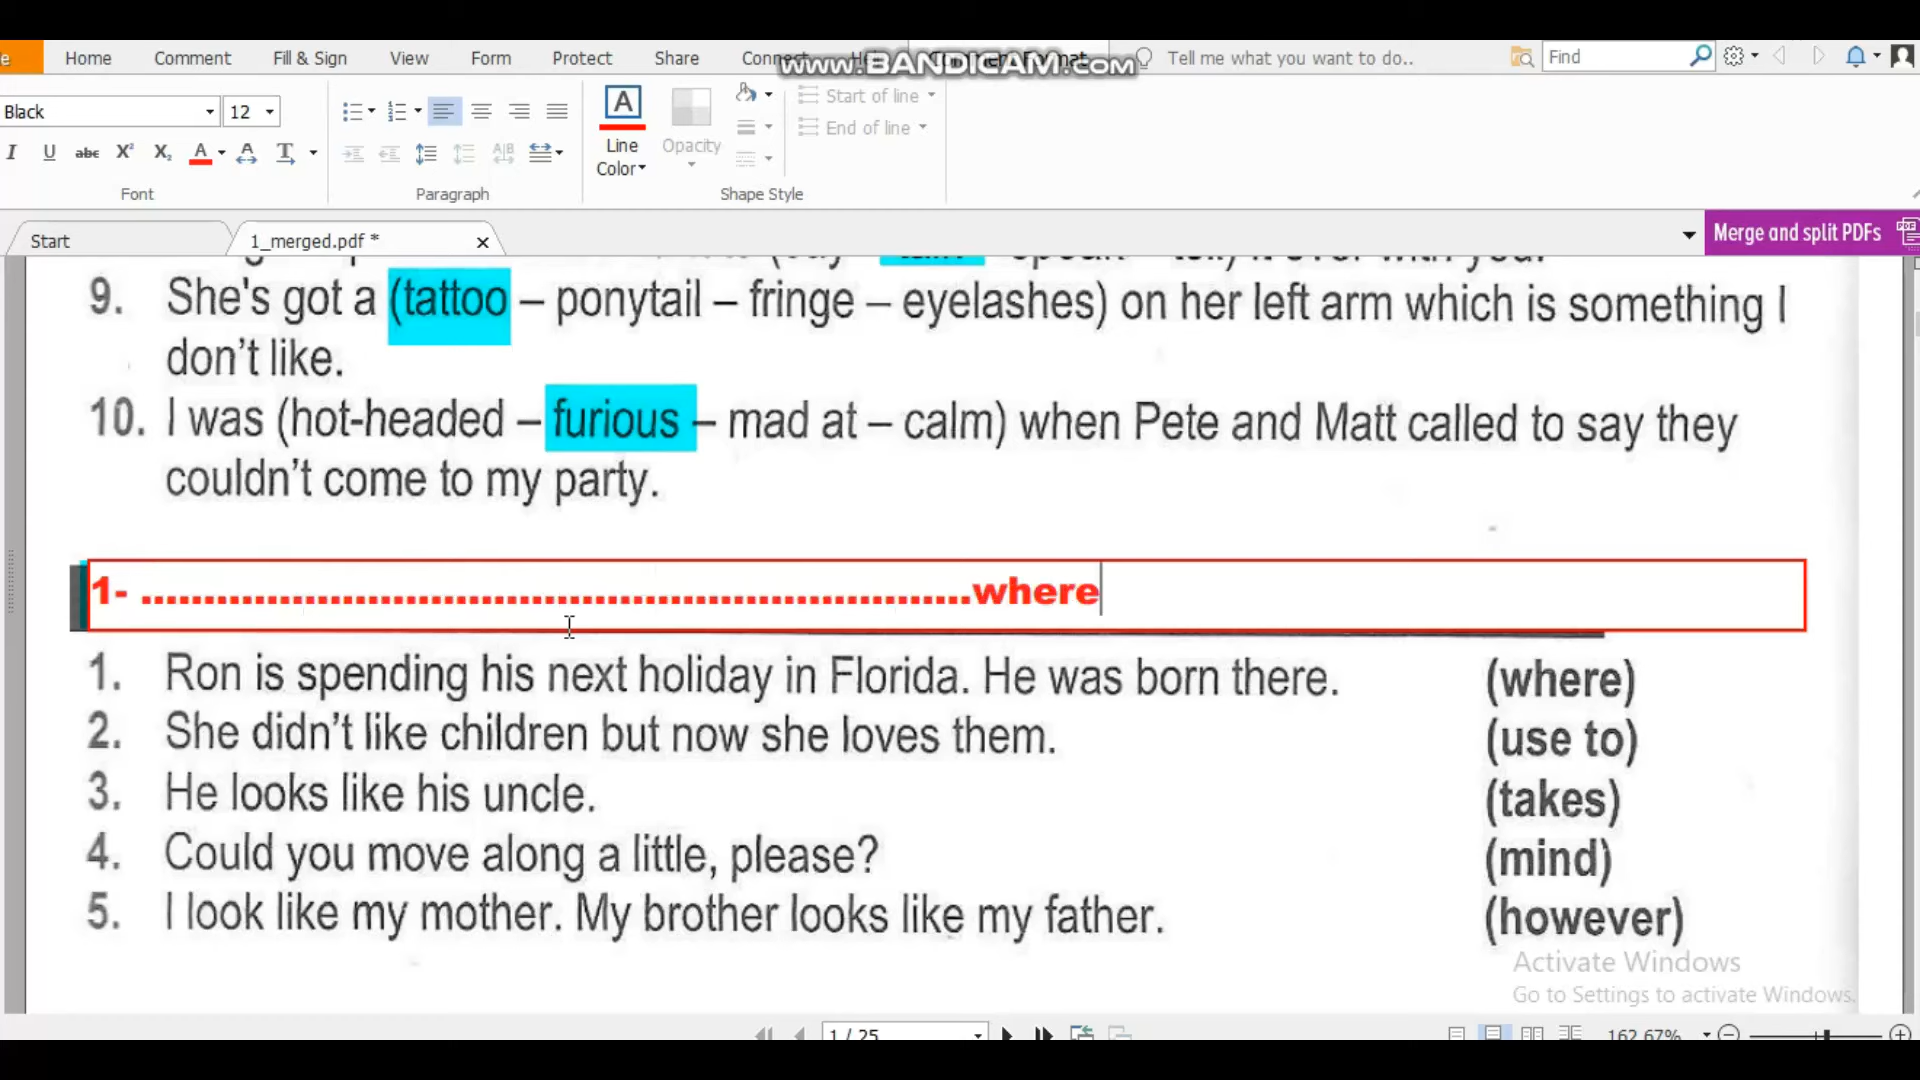 Home Comment Fill & Sign View Form Protect Share Connect Help Comment Format Tell me what you want to do.. Find
www.BANDICAM.com
Black 12 Start of line
End of line
I U abc X² X₂ A A T Line Color Opacity
Font Paragraph Shape Style
Start 1_merged.pdf * Merge and split PDFs
9. She's got a (tattoo – ponytail – fringe – eyelashes) on her left arm which is something I
don't like.
10. I was (hot-headed – furious – mad at – calm) when Pete and Matt called to say they
couldn't come to my party.
1- ..................................................................where
1. Ron is spending his next holiday in Florida. He was born there. (where)
2. She didn't like children but now she loves them. (use to)
3. He looks like his uncle. (takes)
4. Could you move along a little, please? (mind)
5. I look like my mother. My brother looks like my father. (however)
Activate Windows
Go to Settings to activate Windows.
1 / 25 162.67%